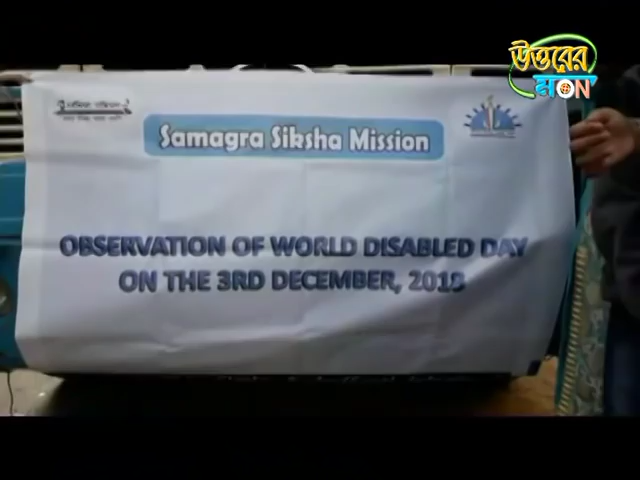 উত্তরের
মন
Samagra Siksha Mission
OBSERVATION OF WORLD DISABLED DAY
ON THE 3RD DECEMBER, 2018